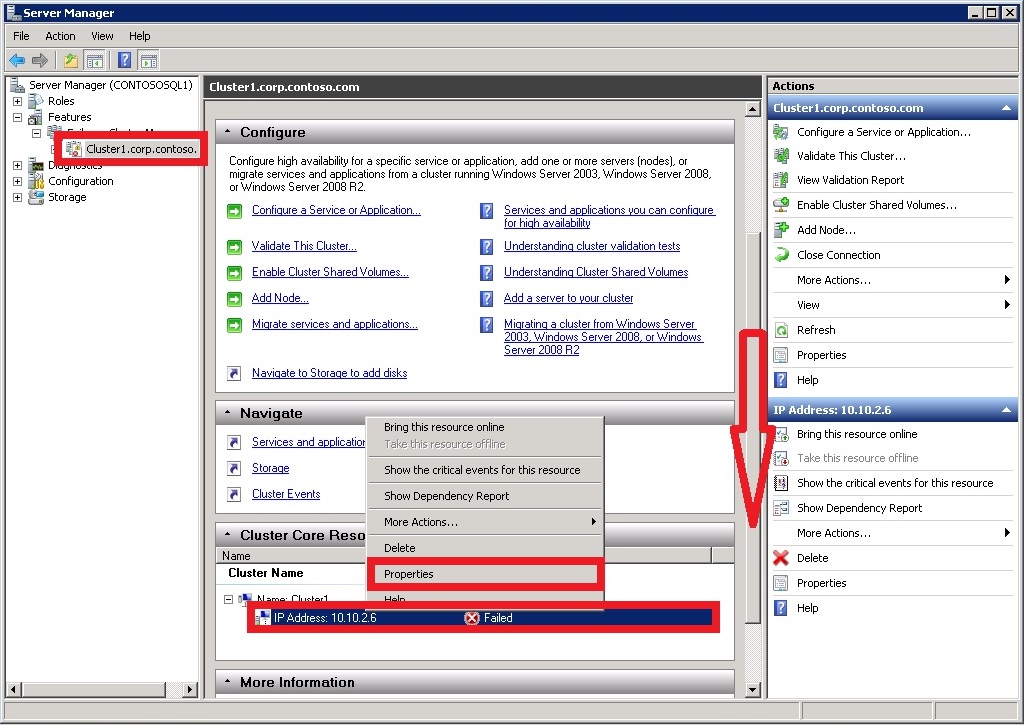 Server Manager
File Action View Help
Server Manager (CONTOSOSQL1)
Roles
Features
Cluster1.corp.contoso.
Diagnostics
Configuration
Storage
Cluster1.corp.contoso.com
Configure
Configure high availability for a specific service or application, add one or more servers (nodes), or
migrate services and applications from a cluster running Windows Server 2003, Windows Server 2008,
or Windows Server 2008 R2.
Configure a Service or Application...
Validate This Cluster...
Enable Cluster Shared Volumes...
Add Node...
Migrate services and applications...
Navigate to Storage to add disks
Services and applications you can configure
for high availability
Understanding cluster validation tests
Understanding Cluster Shared Volumes
Add a server to your cluster
Migrating a cluster from Windows Server
2003, Windows Server 2008, or Windows
Server 2008 R2
Navigate
Services and application
Storage
Cluster Events
Cluster Core Reso
Name
Cluster Name
Name: Cluster1
IP Address: 10.10.2.6 Failed
More Information
Bring this resource online
Take this resource offline
Show the critical events for this resource
Show Dependency Report
More Actions...
Delete
Properties
Help
Actions
Cluster1.corp.contoso.com
Configure a Service or Application...
Validate This Cluster...
View Validation Report
Enable Cluster Shared Volumes...
Add Node...
Close Connection
More Actions...
View
Refresh
Properties
Help
IP Address: 10.10.2.6
Bring this resource online
Take this resource offline
Show the critical events for this resource
Show Dependency Report
More Actions...
Delete
Properties
Help